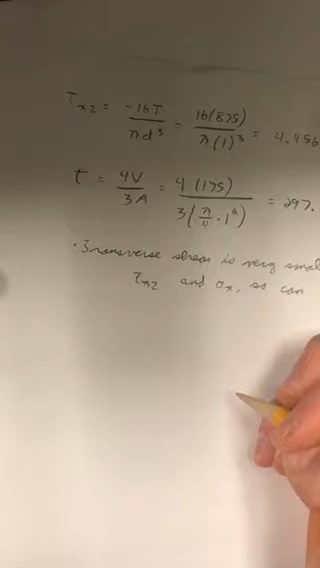 τxz = -16T / πd³ = 16(875) / π(1)³ = 4.456
τ = 4V / 3A = 4(175) / 3(π/4 · 1²) = 297.
· Transverse shear is very small
τxz and σx, so can